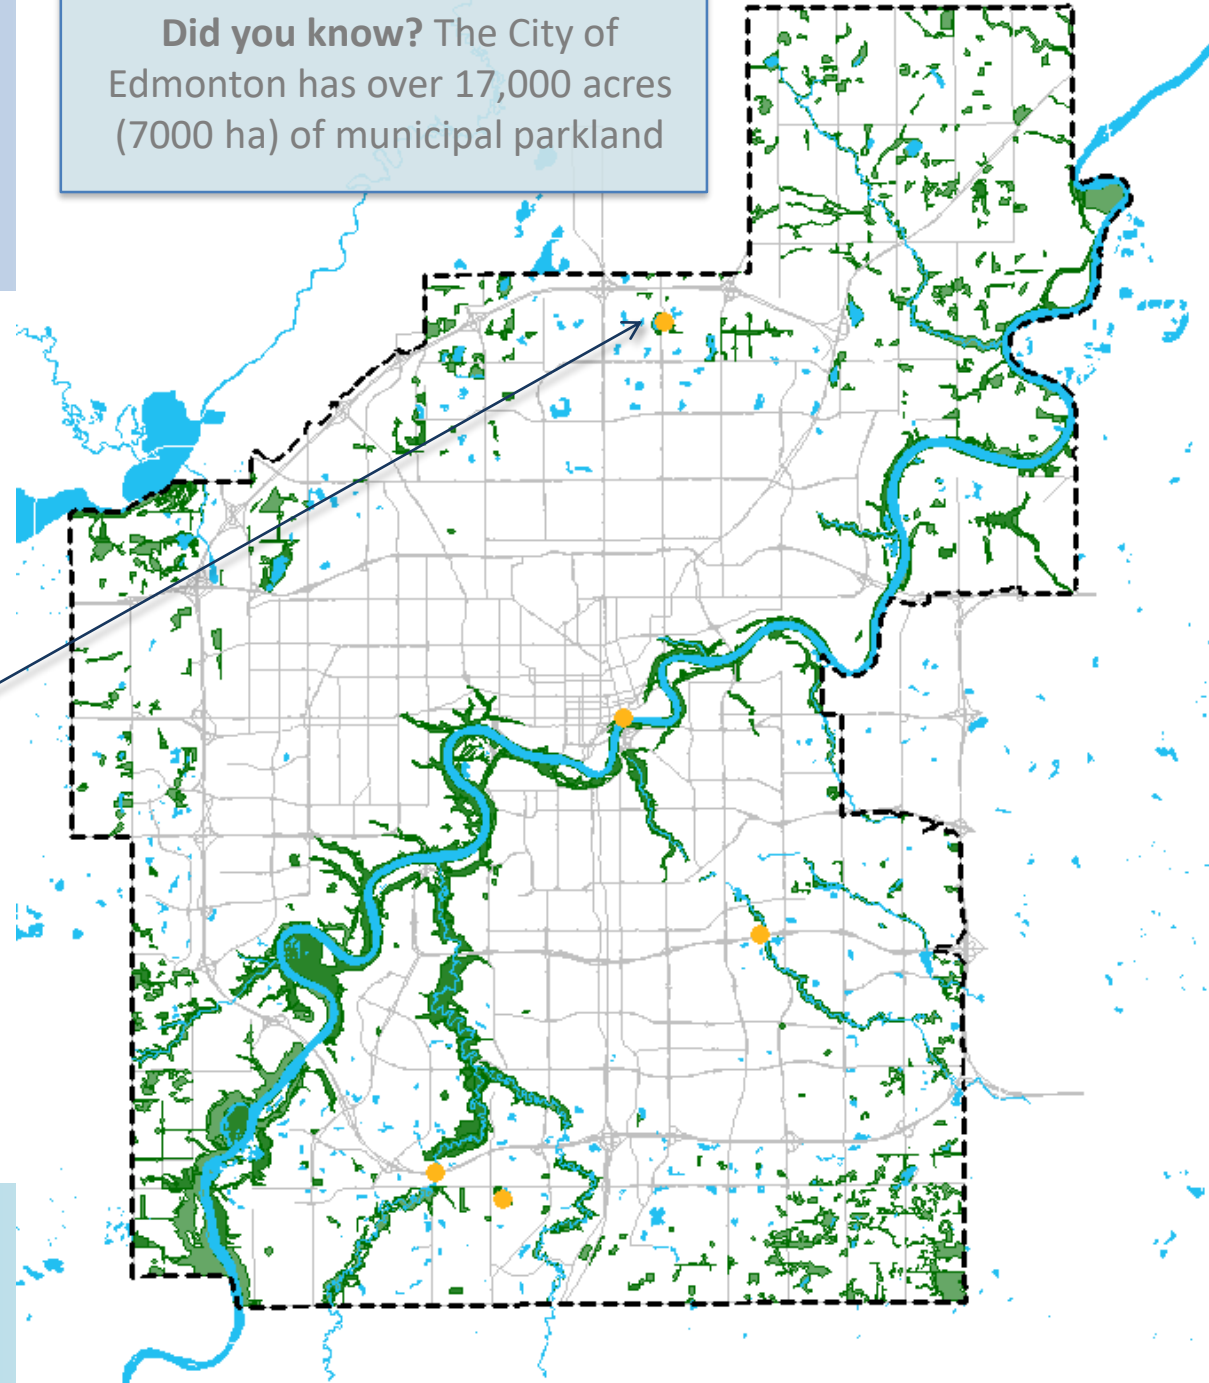 Did you know? The City of
Edmonton has over 17,000 acres
(7000 ha) of municipal parkland